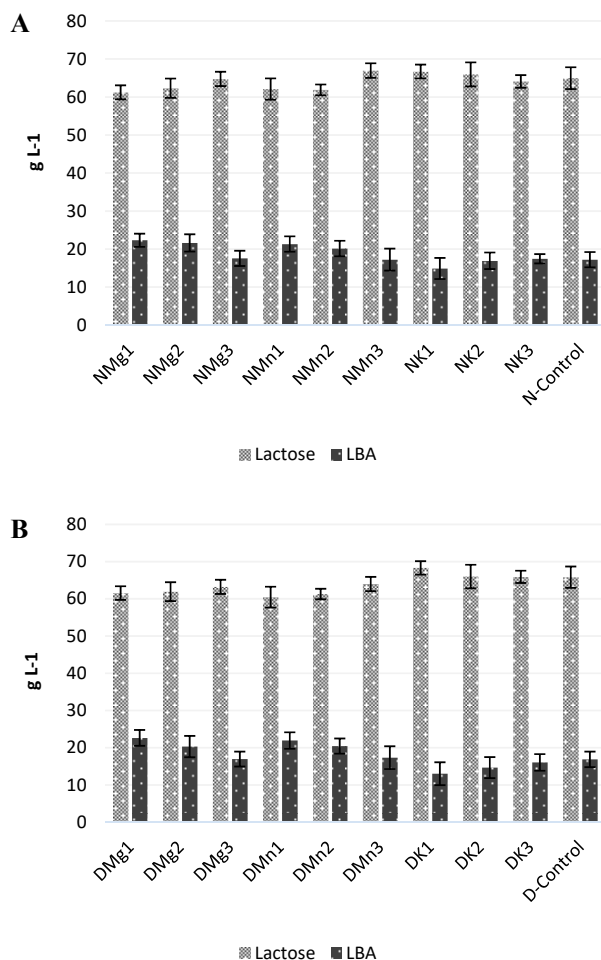 A
80
70
60
50
40
30
20
10
0
g L-1
NMg1 NMg2 NMg3 NMn1 NMn2 NMn3 NK1 NK2 NK3 N-Control
Lactose LBA
B
80
70
60
50
40
30
20
10
0
g L-1
DMg1 DMg2 DMg3 DMn1 DMn2 DMn3 DK1 DK2 DK3 D-Control
Lactose LBA